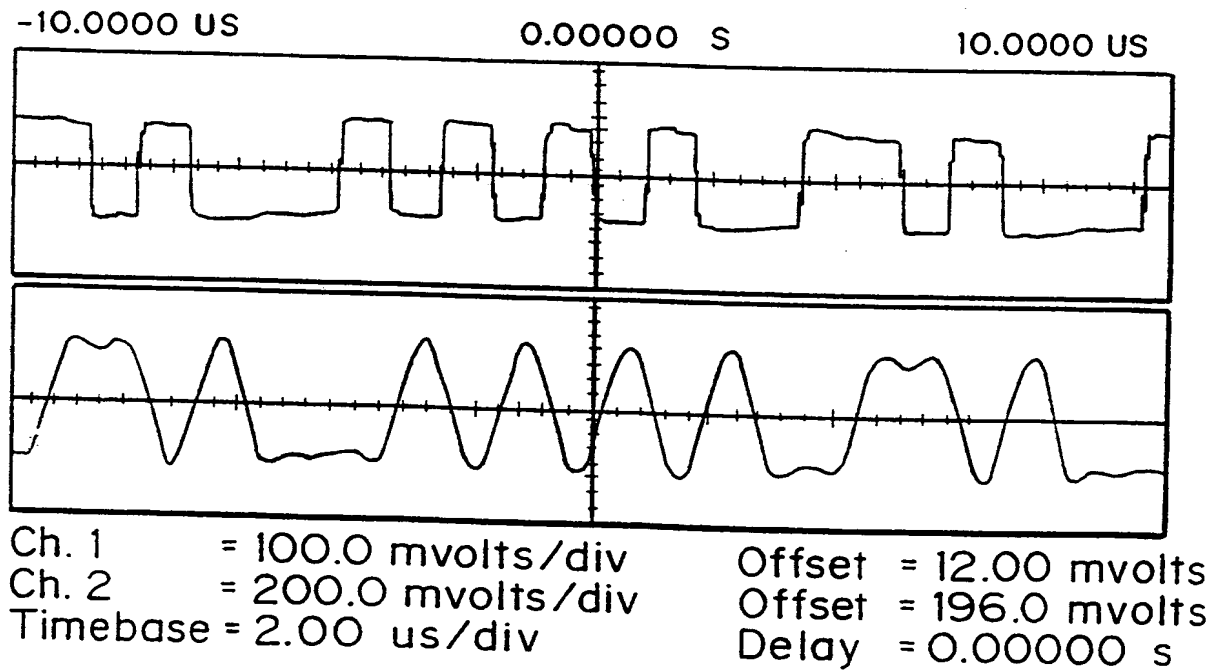 -10.0000 US 0.00000 S 10.0000 US
Ch. 1 = 100.0 mvolts/div Offset = 12.00 mvolts
Ch. 2 = 200.0 mvolts/div Offset = 196.0 mvolts
Timebase = 2.00 us/div Delay = 0.00000 s